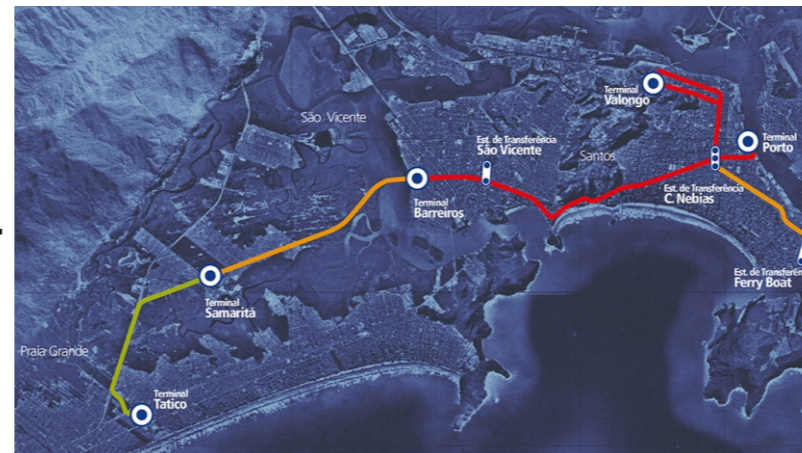 Terminal
Valongo
São Vicente
Est. de Transferência
São Vicente
Terminal
Porto
Santos
Est. de Transferência
C. Nébias
Terminal
Barreiros
Est. de Transferê
Ferry Boat
Terminal
Samaritá
Praia Grande
Terminal
Tatico